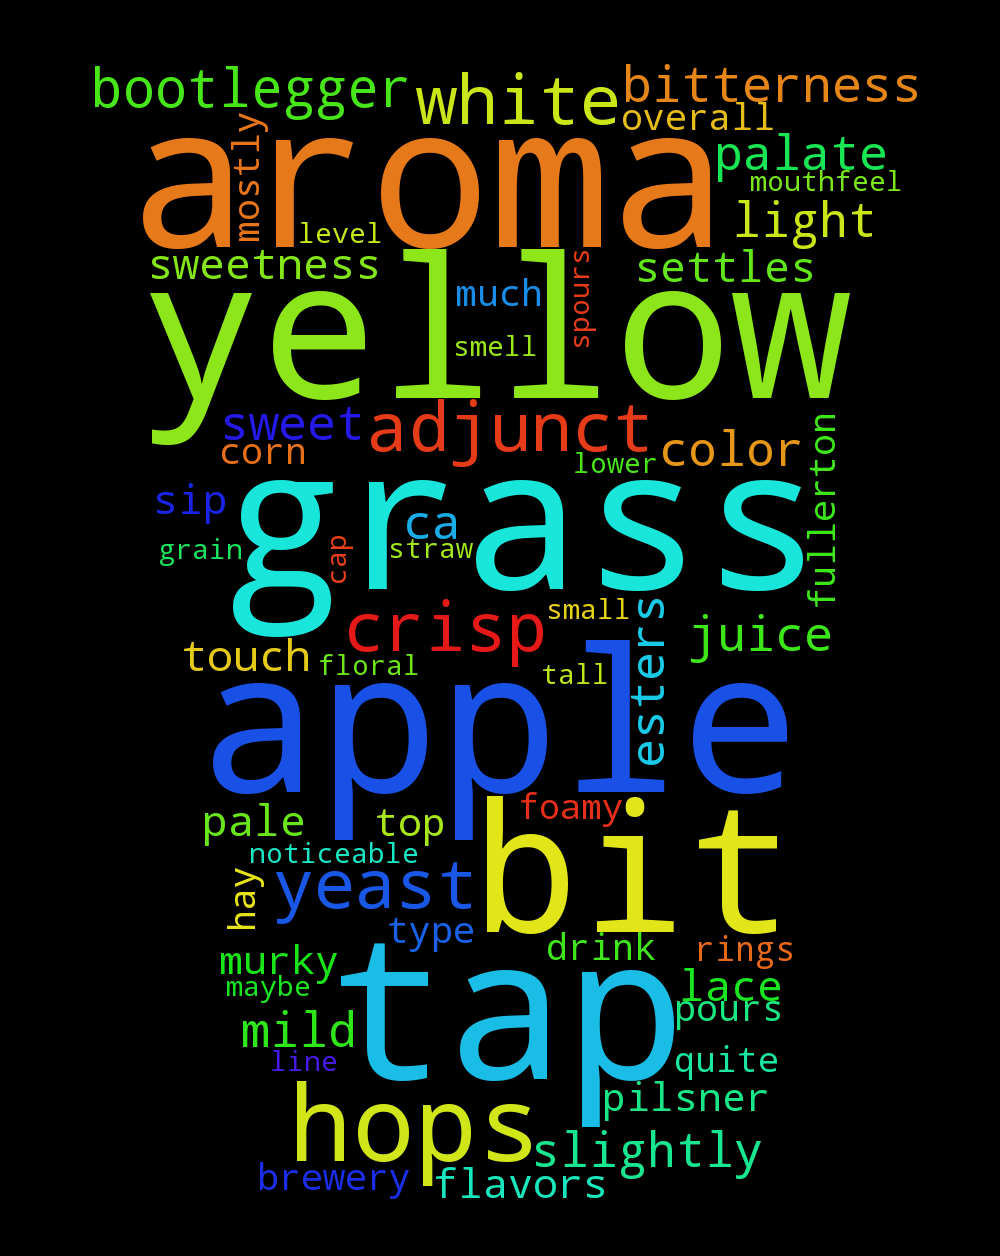 bootlegger white bitterness
overall
aroma
mostly
palate
mouthfeel
level
light
sweetness
settles
yellow
much
spours
smell
sweet adjunct color
corn
lower
fullerton
sip
grass
ca
grain
cap
straw
crisp
small
esters
juice
touch
floral
tall
apple
pale
top
foamy
bit
noticeable
hay
yeast
type
drink
rings
murky
tap
lace
maybe
pours
mild
line
quite
hops
pilsner
slightly
brewery
flavors